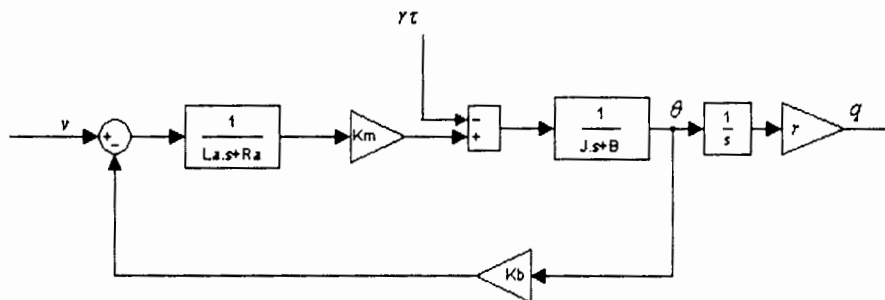 γτ
v
+
−
1
La.s+Ra
Km
−
+
1
J.s+B
θ
1
s
r
q
Kb